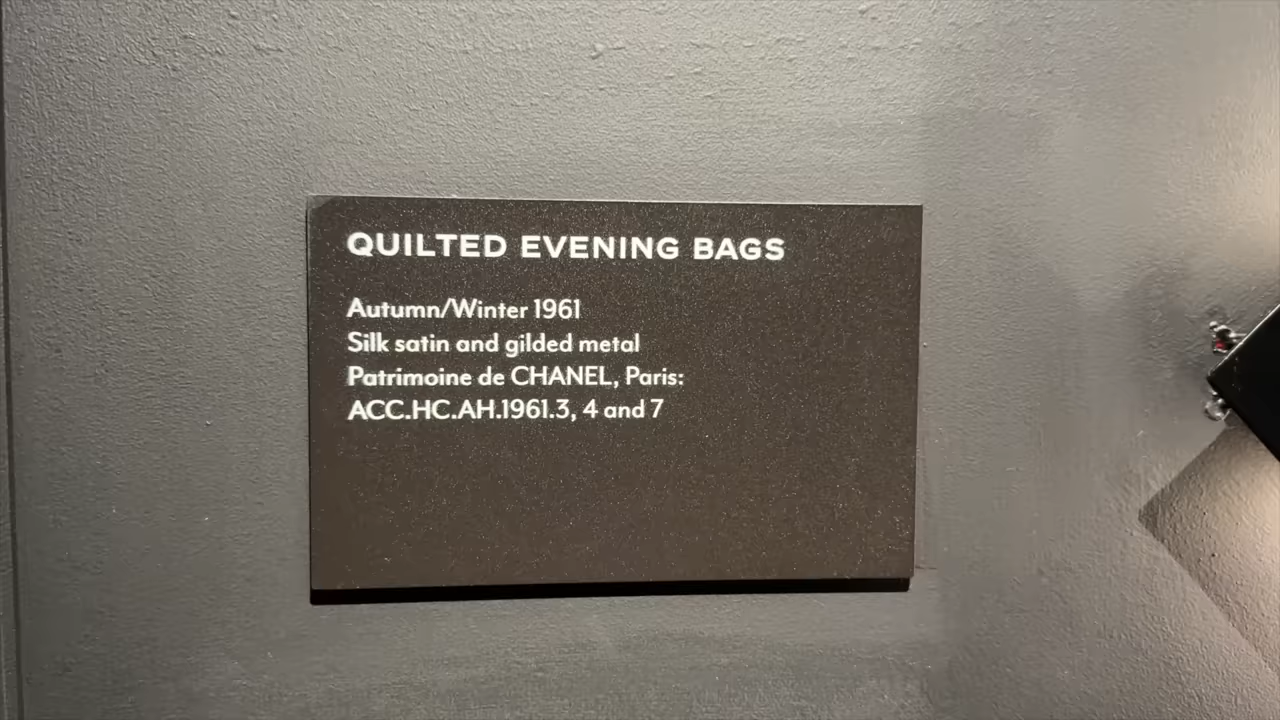 QUILTED EVENING BAGS
Autumn/Winter 1961
Silk satin and gilded metal
Patrimoine de CHANEL, Paris:
ACC.HC.AH.1961.3, 4 and 7